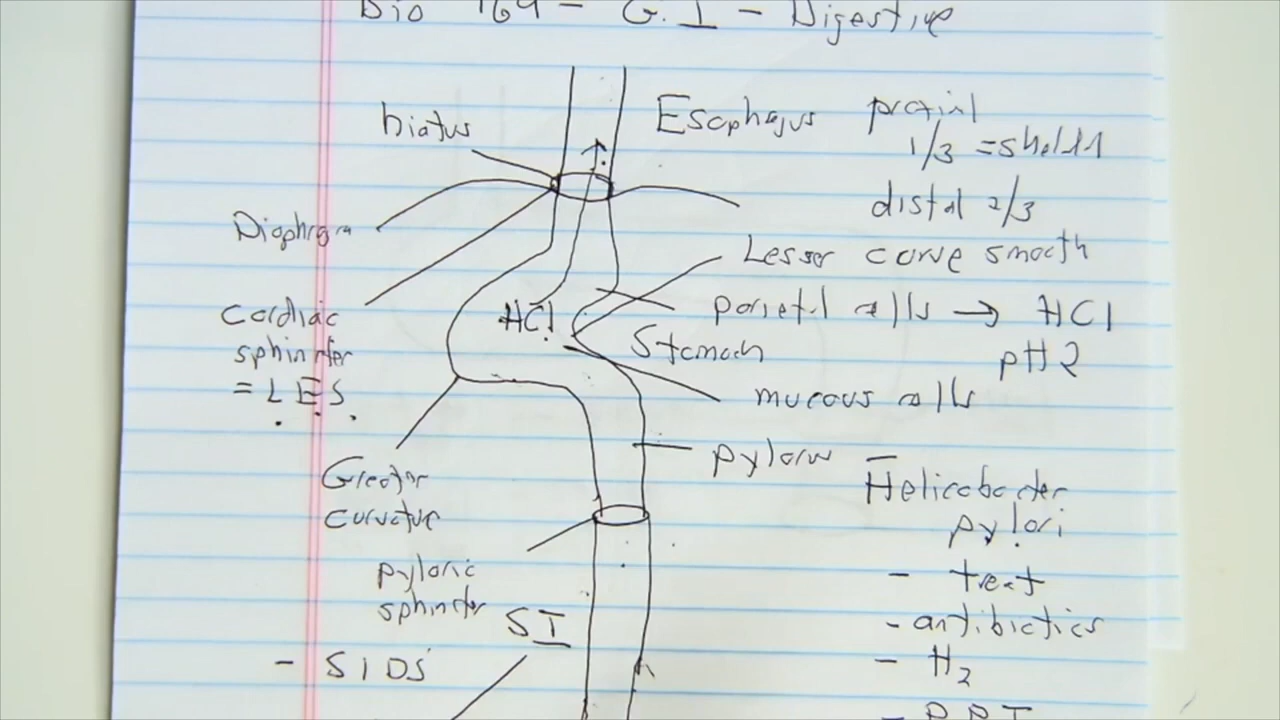 Bio 169 - G.I - Digestive
hiatus
Esophagus
proximal
1/3 = skeletal
distal 2/3
Diaphragm
Lesser curve smooth
HCl
parietal cells → HCl
pH 2
Cardiac
sphincter
= LES
Stomach
mucous cells
Greater
curvature
pylorus
Helicobacter
pylori
pyloric
sphincter
- treat
- antibiotics
SI
- H2
- SIDS
- PPI